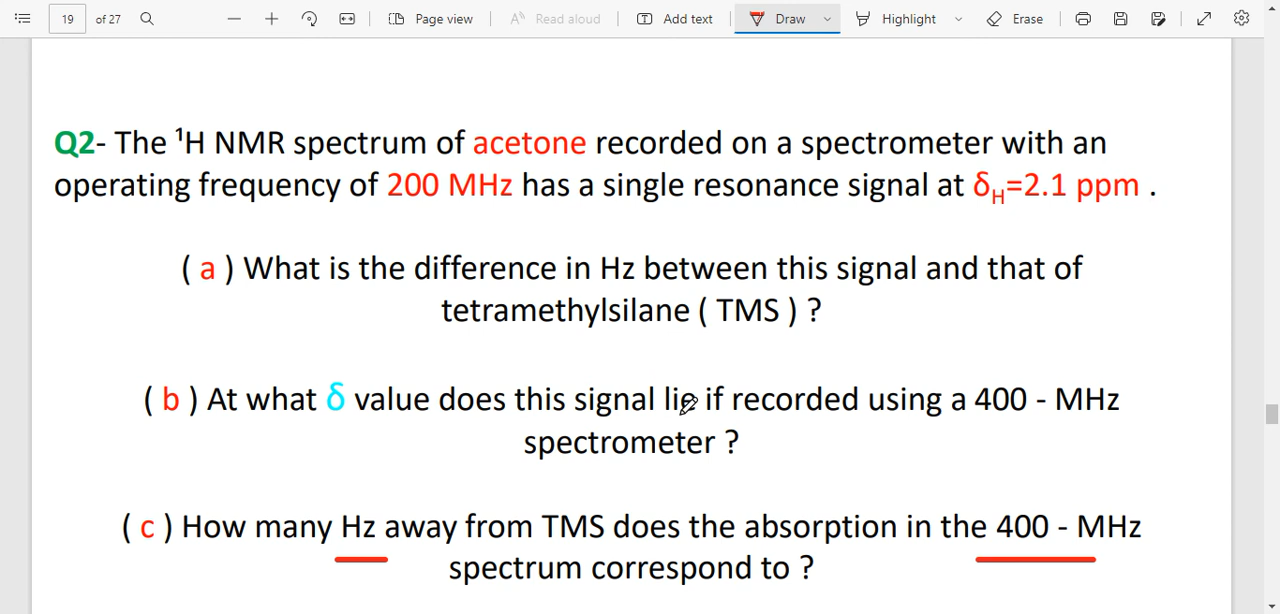 19 of 27 Page view Read aloud Add text Draw Highlight Erase
Q2- The ¹H NMR spectrum of acetone recorded on a spectrometer with an
operating frequency of 200 MHz has a single resonance signal at δH=2.1 ppm .
( a ) What is the difference in Hz between this signal and that of
tetramethylsilane ( TMS ) ?
( b ) At what δ value does this signal lie if recorded using a 400 - MHz
spectrometer ?
( c ) How many Hz away from TMS does the absorption in the 400 - MHz
spectrum correspond to ?